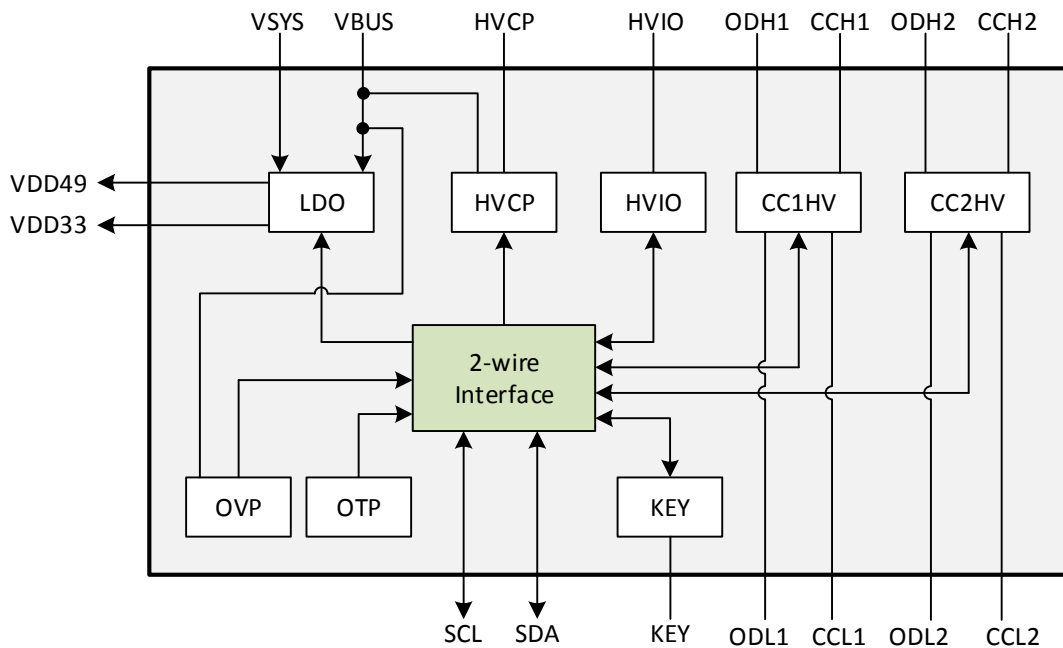 VSYS VBUS HVCP HVIO ODH1 CCH1 ODH2 CCH2
VDD49
VDD33
LDO HVCP HVIO CC1HV CC2HV
2-wire
Interface
OVP OTP KEY
SCL SDA KEY ODL1 CCL1 ODL2 CCL2